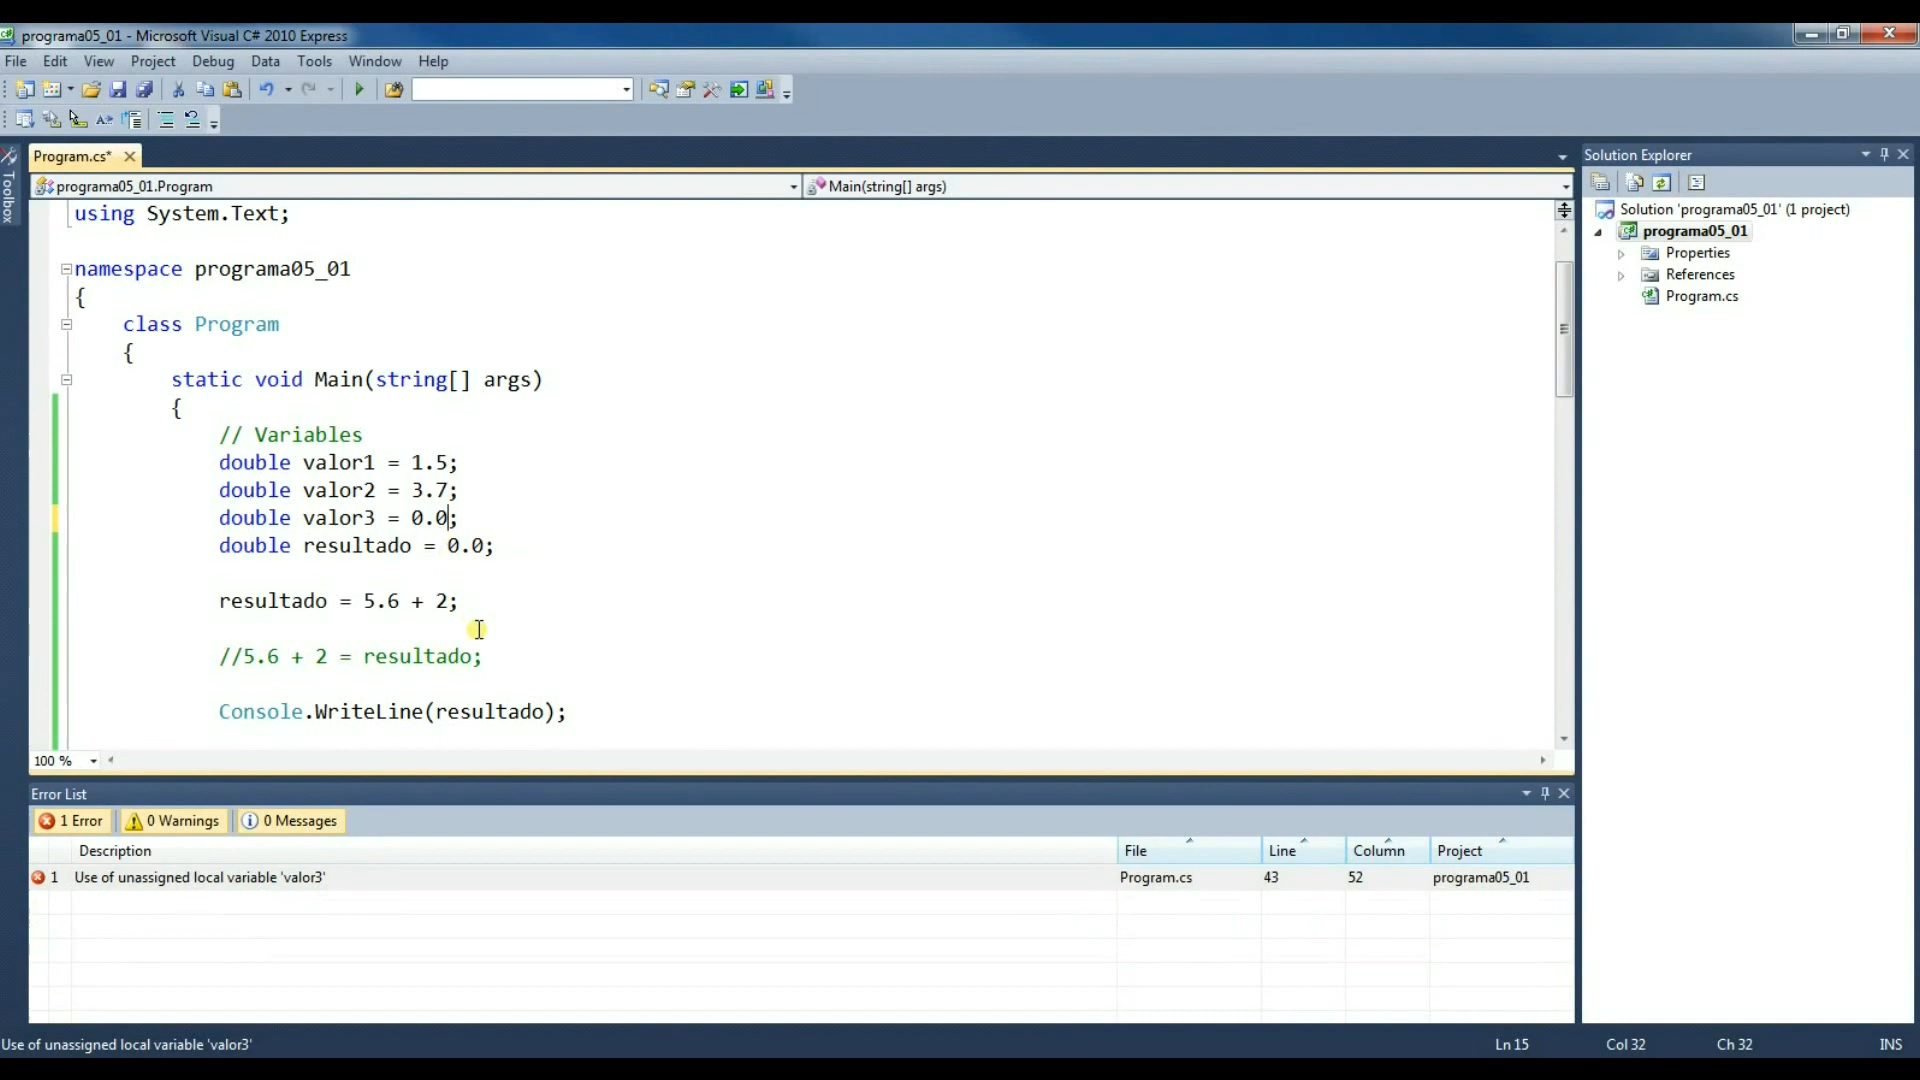 programa05_01 - Microsoft Visual C# 2010 Express
File Edit View Project Debug Data Tools Window Help
Toolbox
Program.cs*
programa05_01.Program
Main(string[] args)
using System.Text;
namespace programa05_01
{
class Program
{
static void Main(string[] args)
{
// Variables
double valor1 = 1.5;
double valor2 = 3.7;
double valor3 = 0.0;
double resultado = 0.0;
resultado = 5.6 + 2;
//5.6 + 2 = resultado;
Console.WriteLine(resultado);
100 %
Solution Explorer
Solution 'programa05_01' (1 project)
programa05_01
Properties
References
Program.cs
Error List
1 Error 0 Warnings 0 Messages
Description File Line Column Project
1 Use of unassigned local variable 'valor3' Program.cs 43 52 programa05_01
Use of unassigned local variable 'valor3' Ln 15 Col 32 Ch 32 INS